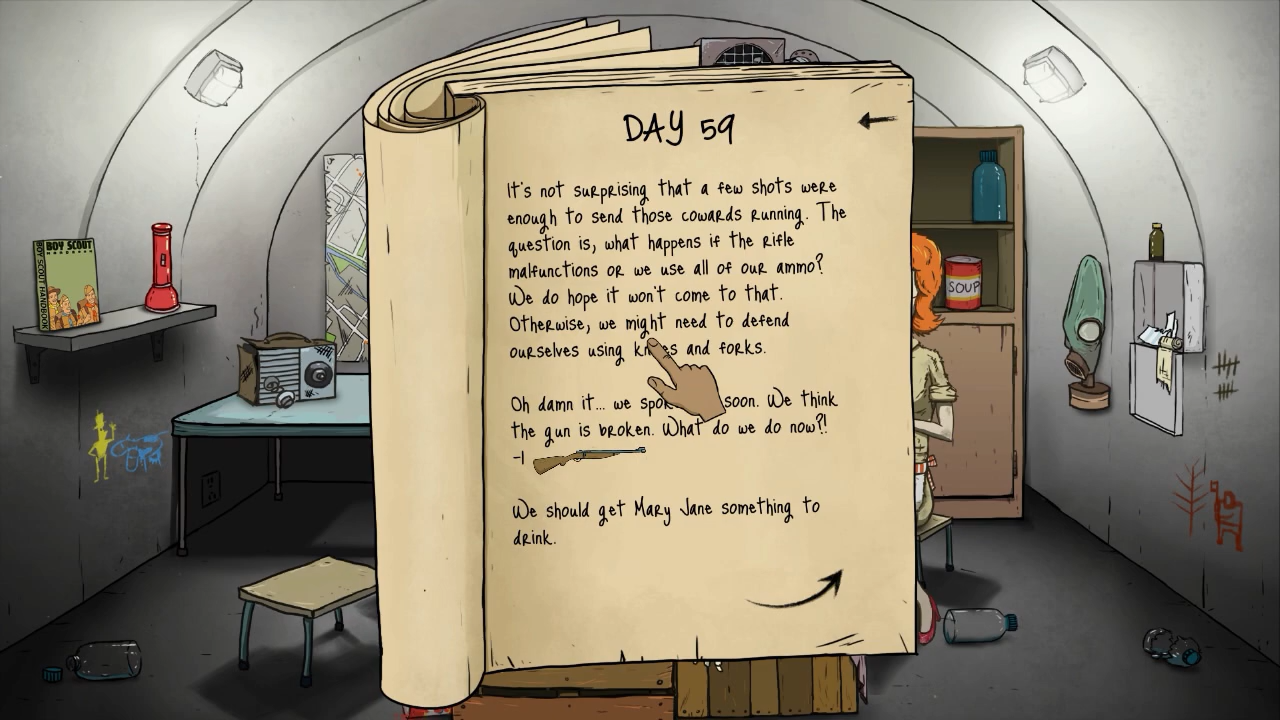 DAY 59
It's not surprising that a few shots were
enough to send those cowards running. The
question is, what happens if the rifle
malfunctions or we use all of our ammo?
We do hope it won't come to that.
Otherwise, we might need to defend
ourselves using and forks.
Oh damn it... we soon. We think
the gun is broken. What do we do now?!
-1
We should get Mary Jane something to
drink.
BOY SCOUT
BOY SCOUT HANDBOOK
SOUP